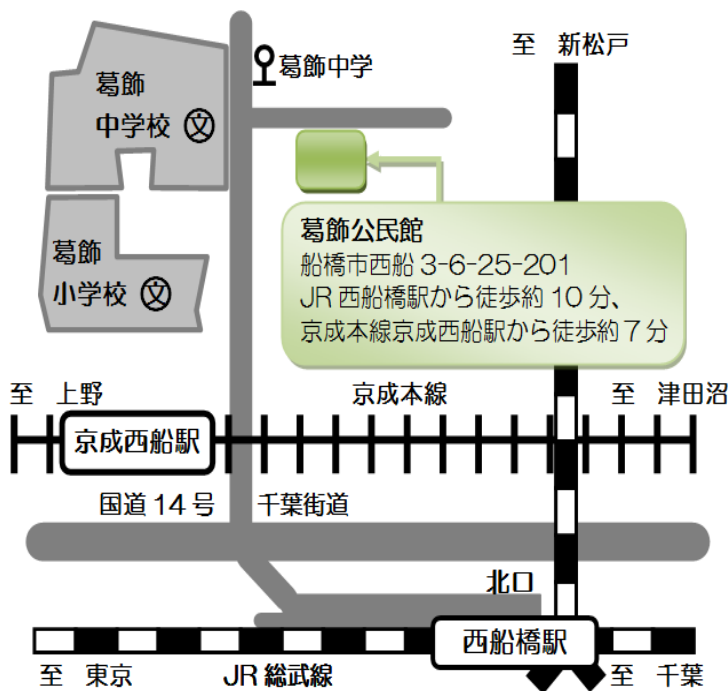 至 新松戸
葛飾中学
葛飾
中学校 文
葛飾公民館
船橋市西船 3-6-25-201
JR 西船橋駅から徒歩約 10 分、
京成本線京成西船駅から徒歩約 7 分
葛飾
小学校 文
至 上野
京成本線
至 津田沼
京成西船駅
国道 14 号 千葉街道
北口
西船橋駅
至 東京
JR 総武線
至 千葉